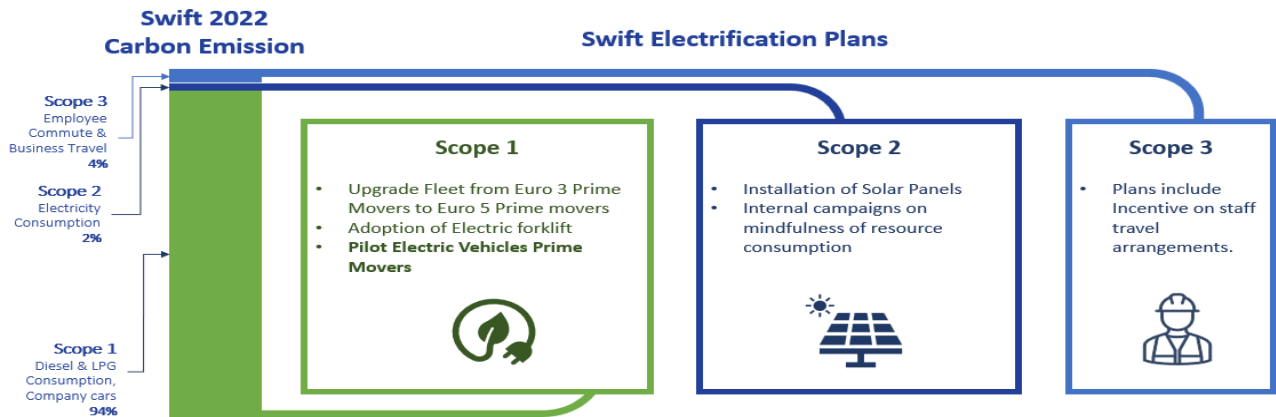 Swift 2022
Carbon Emission
Swift Electrification Plans
Scope 3
Employee
Commute &
Business Travel
4%
Scope 2
Electricity
Consumption
2%
Scope 1
Diesel & LPG
Consumption,
Company cars
94%
Scope 1
• Upgrade Fleet from Euro 3 Prime
Movers to Euro 5 Prime movers
• Adoption of Electric forklift
• Pilot Electric Vehicles Prime
Movers
Scope 2
• Installation of Solar Panels
• Internal campaigns on
mindfulness of resource
consumption
Scope 3
• Plans include
Incentive on staff
travel
arrangements.